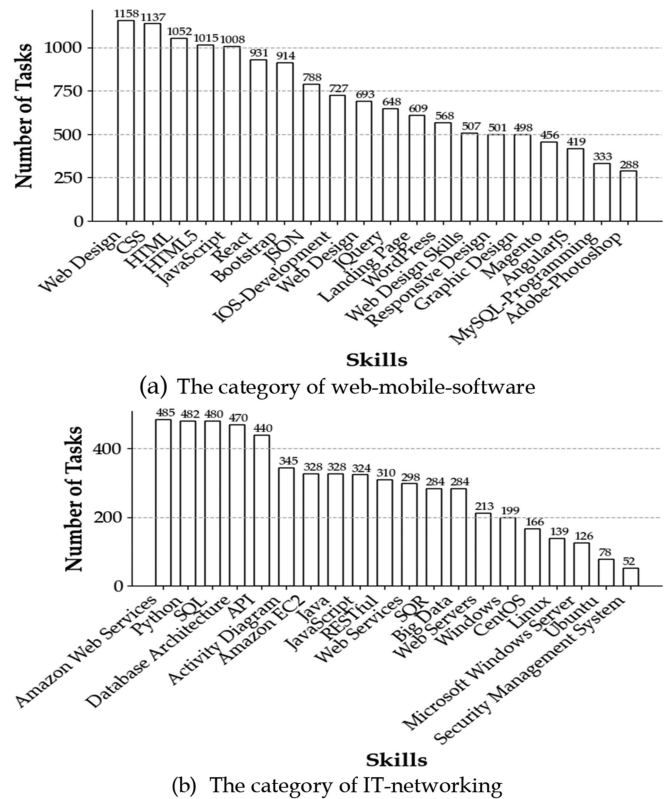 1158 1137 1052 1015 1008 931 914 788 727 693 648 609 568 507 501 498 456 419 333 288
Number of Tasks
1000
750
500
250
0
Web Design
CSS
HTML
HTML5
JavaScript
React
Bootstrap
JSON
IOS-Development
Web Design
JQuery
Landing Page
WordPress
Web Design Skills
Responsive Design
Graphic Design
Magento
AngularJS
MySQL-Programming
Adobe-Photoshop
Skills
(a) The category of web-mobile-software
485 482 480 470 440 345 328 328 324 310 298 284 284 213 199 166 139 126 78 52
Number of Tasks
400
200
0
Amazon Web Services
Python
SQL
Database Architecture
API
Activity Diagram
Amazon EC2
Java
JavaScript
RESTful
Web Services
SQR
Big Data
Web Servers
Windows
CentOS
Linux
Microsoft Windows Server
Ubuntu
Security Management System
Skills
(b) The category of IT-networking